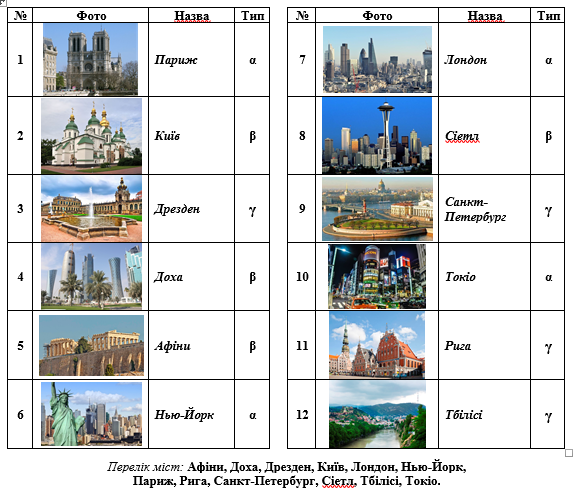 № Фото Назва Тип
1 Париж α
2 Київ β
3 Дрезден γ
4 Доха β
5 Афіни β
6 Нью-Йорк α
№ Фото Назва Тип
7 Лондон α
8 Сіетл β
9 Санкт-
Петербург γ
10 Токіо α
11 Рига γ
12 Тбілісі γ
Перелік міст: Афіни, Доха, Дрезден, Київ, Лондон, Нью-Йорк,
Париж, Рига, Санкт-Петербург, Сіетл, Тбілісі, Токіо.